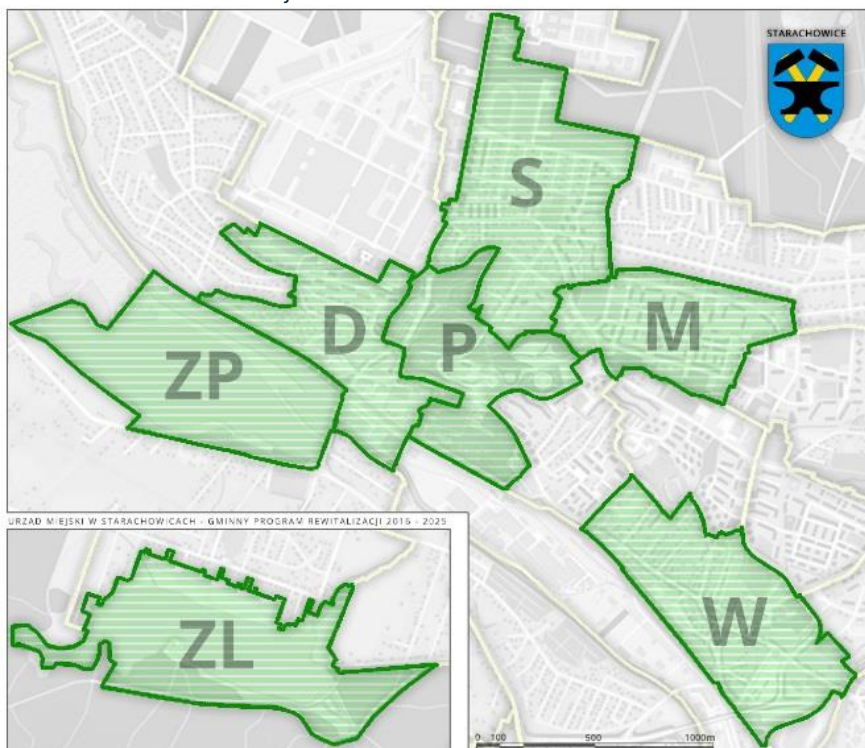 STARACHOWICE
S
D
P
M
ZP
URZĄD MIEJSKI W STARACHOWICACH - GMINNY PROGRAM REWITALIZACJI 2016 - 2025
ZL
W
0 100 500 1000m